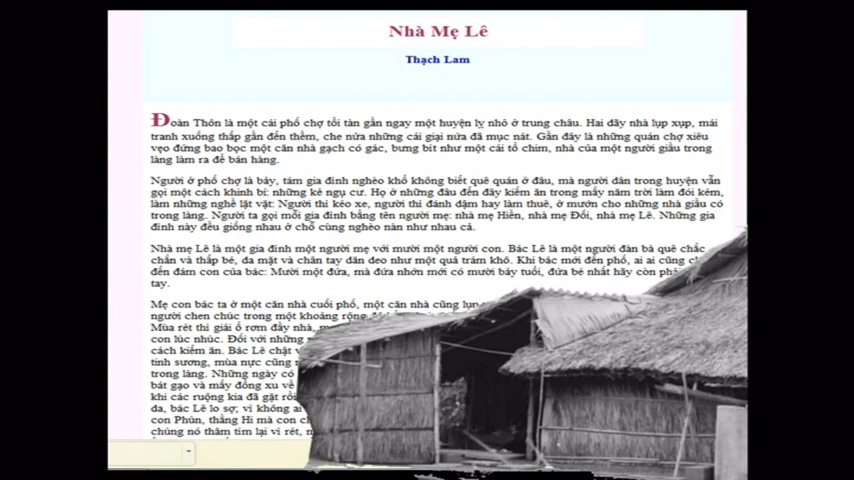 Nhà Mẹ Lê
Thạch Lam
Đoàn Thôn là một cái phố chợ tồi tàn gần ngay một huyện lỵ nhỏ ở trung châu. Hai dãy nhà lụp xụp, mái
tranh xuống thấp gần đến thềm, che nửa những cái giại nứa đã mục nát. Gần đây là những quán chợ xiêu
vẹo đứng bao bọc một căn nhà gạch có gác, bưng bít như một cái tổ chim, nhà của một người giầu trong
làng làm ra để bán hàng.
Người ở phố chợ là bảy, tám gia đình nghèo khổ không biết quê quán ở đâu, mà người dân trong huyện vẫn
gọi một cách khinh bỉ: những kẻ ngụ cư. Họ ở những đâu đến đây kiếm ăn trong mấy năm trời làm đói kém,
làm những nghề lặt vặt: Người thì kéo xe, người thì đánh dậm hay làm thuê, ở mướn cho những nhà giầu có
trong làng. Người ta gọi mỗi gia đình bằng tên người mẹ: nhà mẹ Hiền, nhà mẹ Đối, nhà mẹ Lê. Những gia
đình này đều giống nhau ở chỗ cùng nghèo nàn như nhau cả.
Nhà mẹ Lê là một gia đình một người mẹ với mười một người con. Bác Lê là một người đàn bà quê chắc
chắn và thấp bé, da mặt và chân tay dăn deo như một quả trám khô. Khi bác mới đến phố, ai ai cũng
đến đám con của bác: Mười một đứa, mà đứa nhớn mới có mười bảy tuổi, đứa bé nhất hãy còn
tay.
Mẹ con bác ta ở một căn nhà cuối phố, một căn nhà cũng
người chen chúc trong một khoảng rộng
Mùa rét thì giải ổ rơm đầy nhà,
con lúc nhúc. Đối với những
cách kiếm ăn. Bác Lê chật
tinh sương, mùa nực cũng
trong làng. Những ngày có
bát gạo và mấy đồng xu về
khi các ruộng kia đã gặt rồi
đá, bác Lê lo sợ; vì không ai
con Phún, thằng Hi mà con
chúng nó thâm tím lại vì rét,